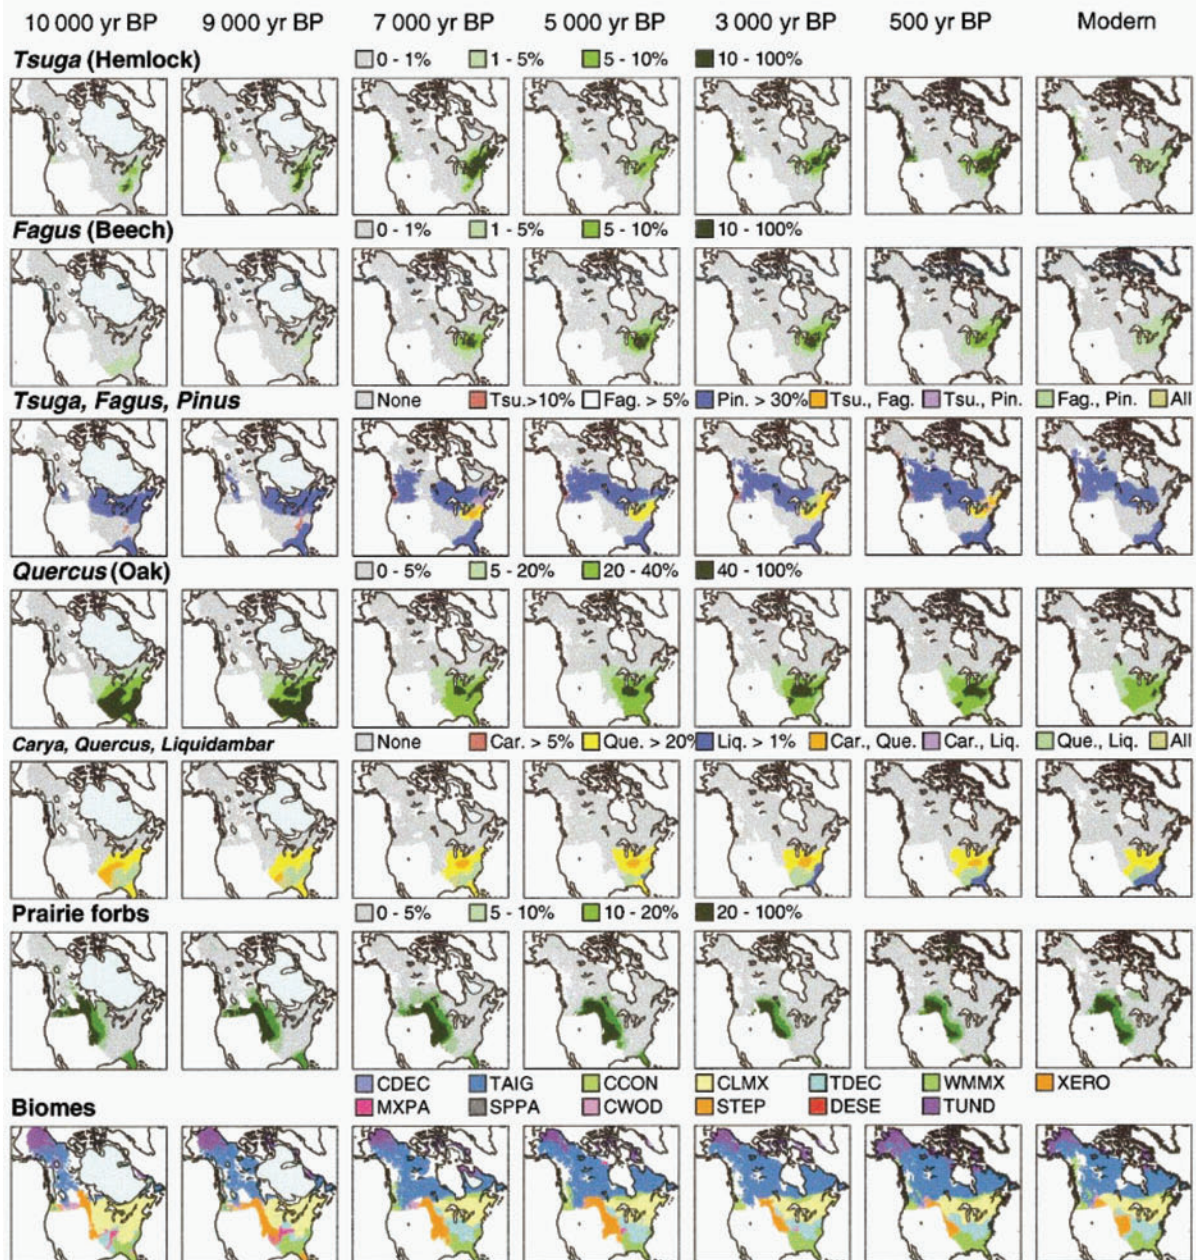 10 000 yr BP 9 000 yr BP 7 000 yr BP 5 000 yr BP 3 000 yr BP 500 yr BP Modern
Tsuga (Hemlock) 0 - 1% 1 - 5% 5 - 10% 10 - 100%
Fagus (Beech) 0 - 1% 1 - 5% 5 - 10% 10 - 100%
Tsuga, Fagus, Pinus None Tsu.>10% Fag. > 5% Pin. > 30% Tsu., Fag. Tsu., Pin. Fag., Pin. All
Quercus (Oak) 0 - 5% 5 - 20% 20 - 40% 40 - 100%
Carya, Quercus, Liquidambar None Car. > 5% Que. > 20% Liq. > 1% Car., Que. Car., Liq. Que., Liq. All
Prairie forbs 0 - 5% 5 - 10% 10 - 20% 20 - 100%
CDEC TAIG CCON CLMX TDEC WMMX XERO
Biomes MXPA SPPA CWOD STEP DESE TUND